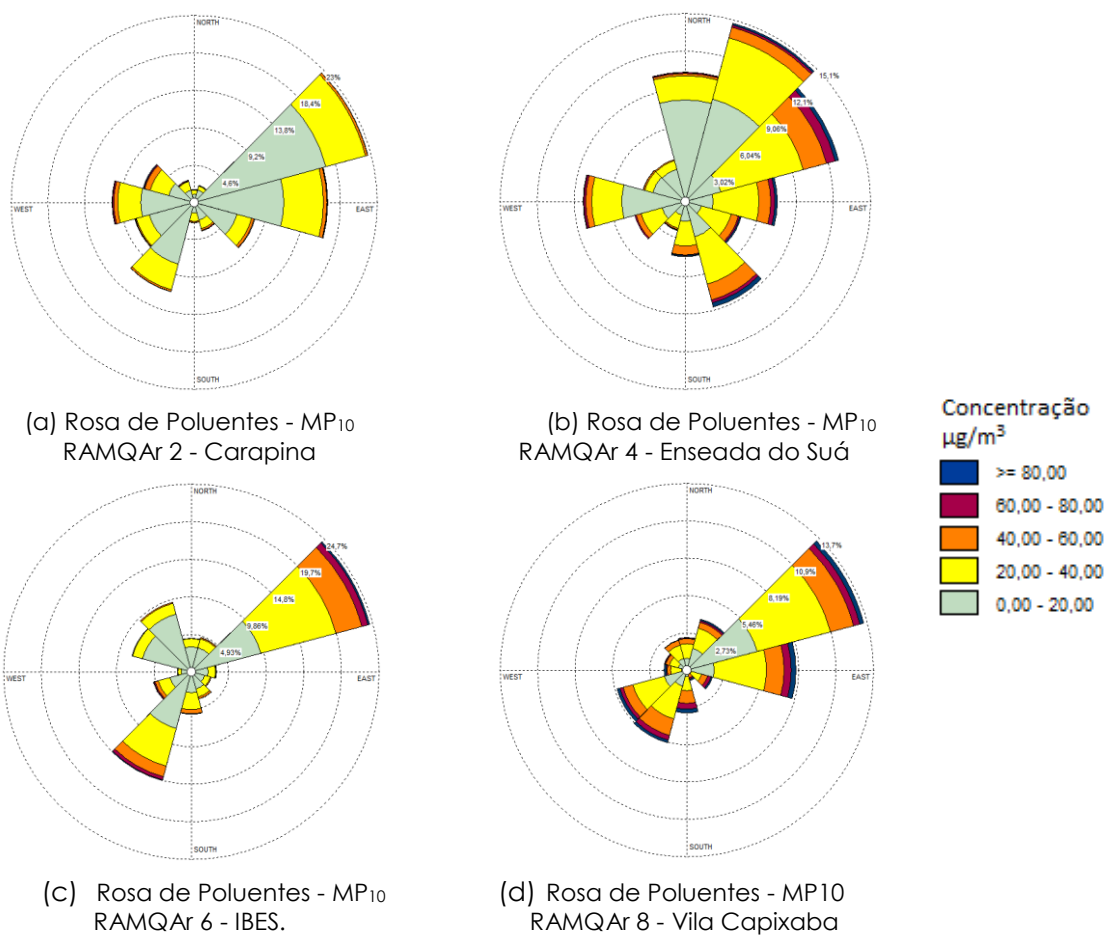 NORTH
23%
18,4%
13,8%
9,2%
4,6%
WEST
EAST
SOUTH
(a) Rosa de Poluentes - MP10
RAMQAr 2 - Carapina
NORTH
15,1%
12,1%
9,06%
6,04%
3,02%
WEST
EAST
SOUTH
(b) Rosa de Poluentes - MP10
RAMQAr 4 - Enseada do Suá
Concentração
µg/m³
>= 80,00
60,00 - 80,00
40,00 - 60,00
20,00 - 40,00
0,00 - 20,00
NORTH
24,7%
19,7%
14,8%
9,86%
4,93%
WEST
EAST
SOUTH
(c) Rosa de Poluentes - MP10
RAMQAr 6 - IBES.
NORTH
13,7%
10,9%
8,19%
5,46%
2,73%
WEST
EAST
SOUTH
(d) Rosa de Poluentes - MP10
RAMQAr 8 - Vila Capixaba